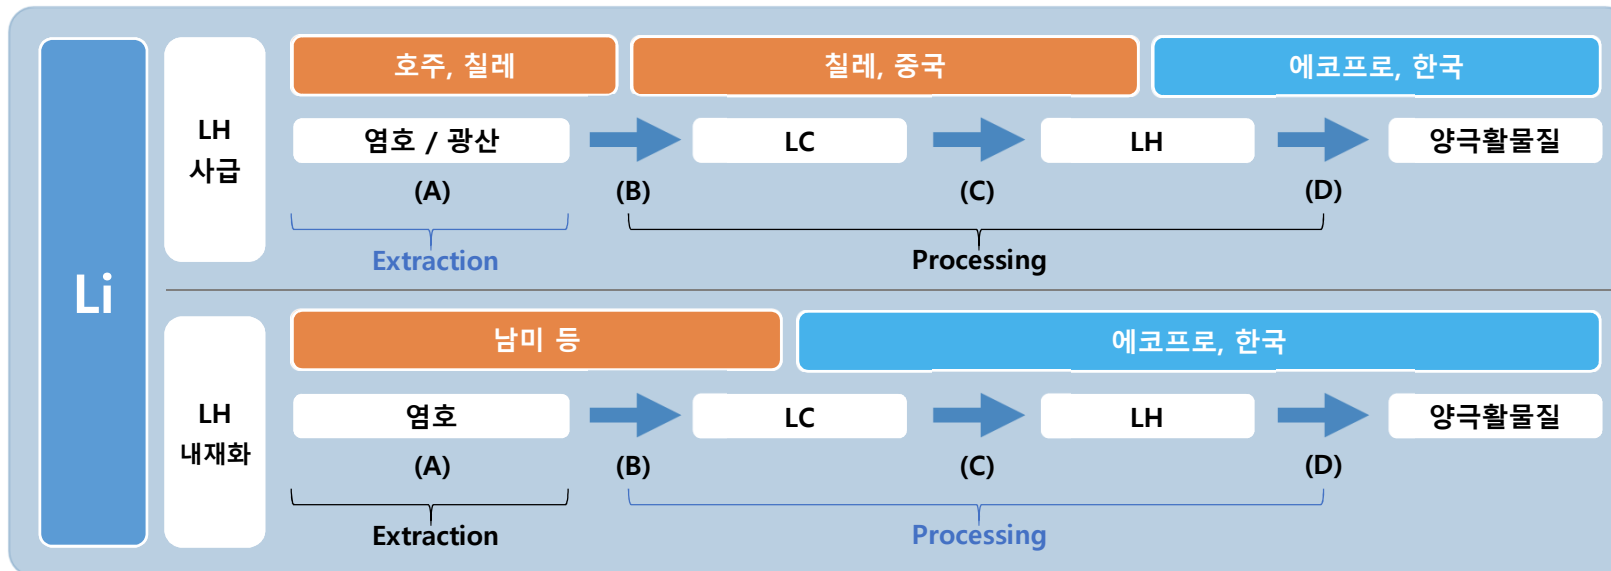 Li
LH
사급
호주, 칠레
칠레, 중국
에코프로, 한국
염호 / 광산
LC
LH
양극활물질
(A)
(B)
(C)
(D)
Extraction
Processing
LH
내재화
남미 등
에코프로, 한국
염호
LC
LH
양극활물질
(A)
(B)
(C)
(D)
Extraction
Processing